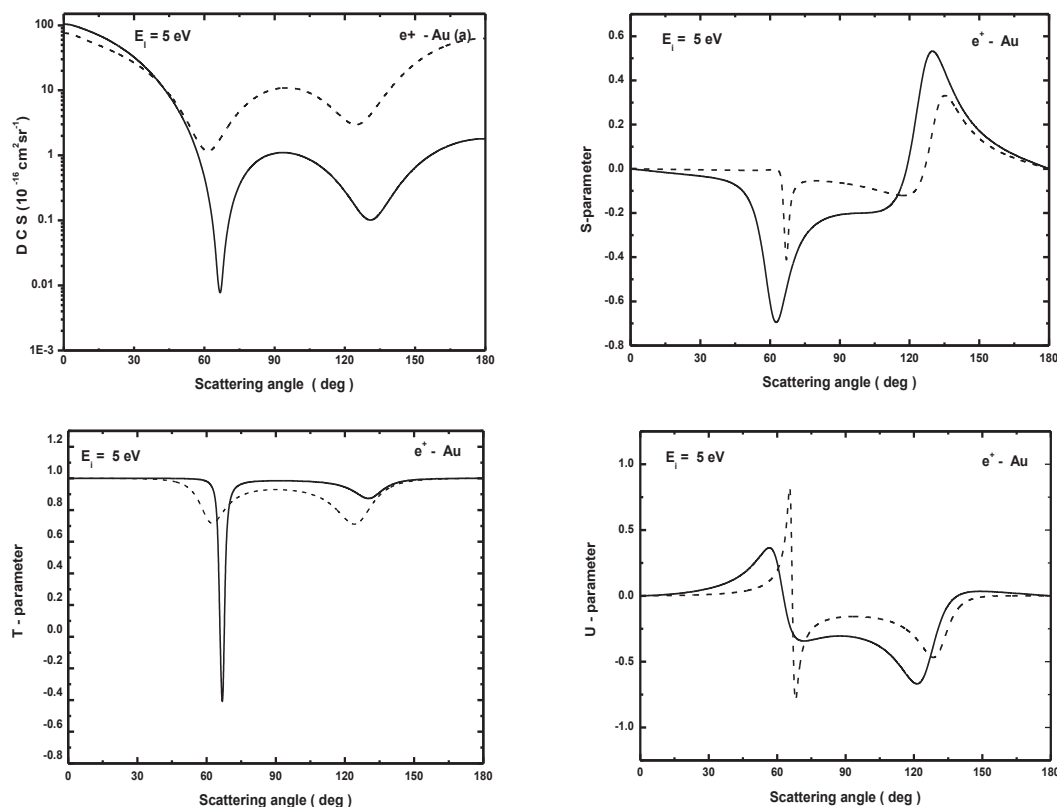 E_i = 5 eV
e+ - Au (a)
D C S (10^-16 cm^2 sr^-1)
100
10
1
0.1
0.01
1E-3
0 30 60 90 120 150 180
Scattering angle ( deg)
E_i = 5 eV
e^+ - Au
S-parameter
0.6
0.4
0.2
0.0
-0.2
-0.4
-0.6
-0.8
0 30 60 90 120 150 180
Scattering angle ( deg )
E_i = 5 eV
e^+ - Au
T - parameter
1.2
1.0
0.8
0.6
0.4
0.2
0.0
-0.2
-0.4
-0.6
-0.8
0 30 60 90 120 150 180
Scattering angle ( deg )
E_i = 5 eV
e^+ - Au
U - parameter
1.0
0.5
0.0
-0.5
-1.0
0 30 60 90 120 150 180
Scattering angle ( deg )